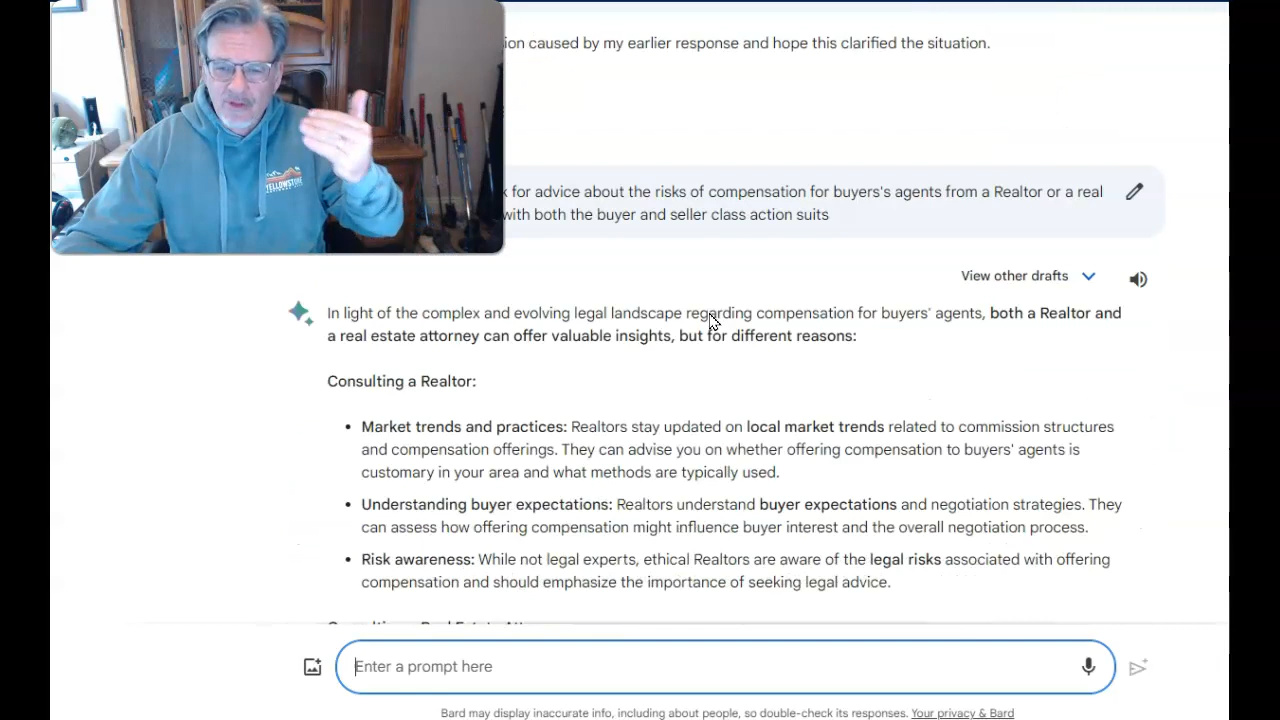 ion caused by my earlier response and hope this clarified the situation.
for advice about the risks of compensation for buyers's agents from a Realtor or a real
with both the buyer and seller class action suits
View other drafts
In light of the complex and evolving legal landscape regarding compensation for buyers' agents, both a Realtor and
a real estate attorney can offer valuable insights, but for different reasons:
Consulting a Realtor:
• Market trends and practices: Realtors stay updated on local market trends related to commission structures
and compensation offerings. They can advise you on whether offering compensation to buyers' agents is
customary in your area and what methods are typically used.
• Understanding buyer expectations: Realtors understand buyer expectations and negotiation strategies. They
can assess how offering compensation might influence buyer interest and the overall negotiation process.
• Risk awareness: While not legal experts, ethical Realtors are aware of the legal risks associated with offering
compensation and should emphasize the importance of seeking legal advice.
YELLOWSTONE
Enter a prompt here
Bard may display inaccurate info, including about people, so double-check its responses. Your privacy & Bard